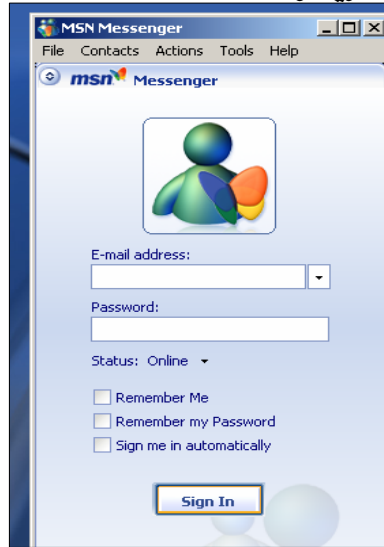 MSN Messenger
File Contacts Actions Tools Help
msn Messenger
E-mail address:
Password:
Status: Online
Remember Me
Remember my Password
Sign me in automatically
Sign In